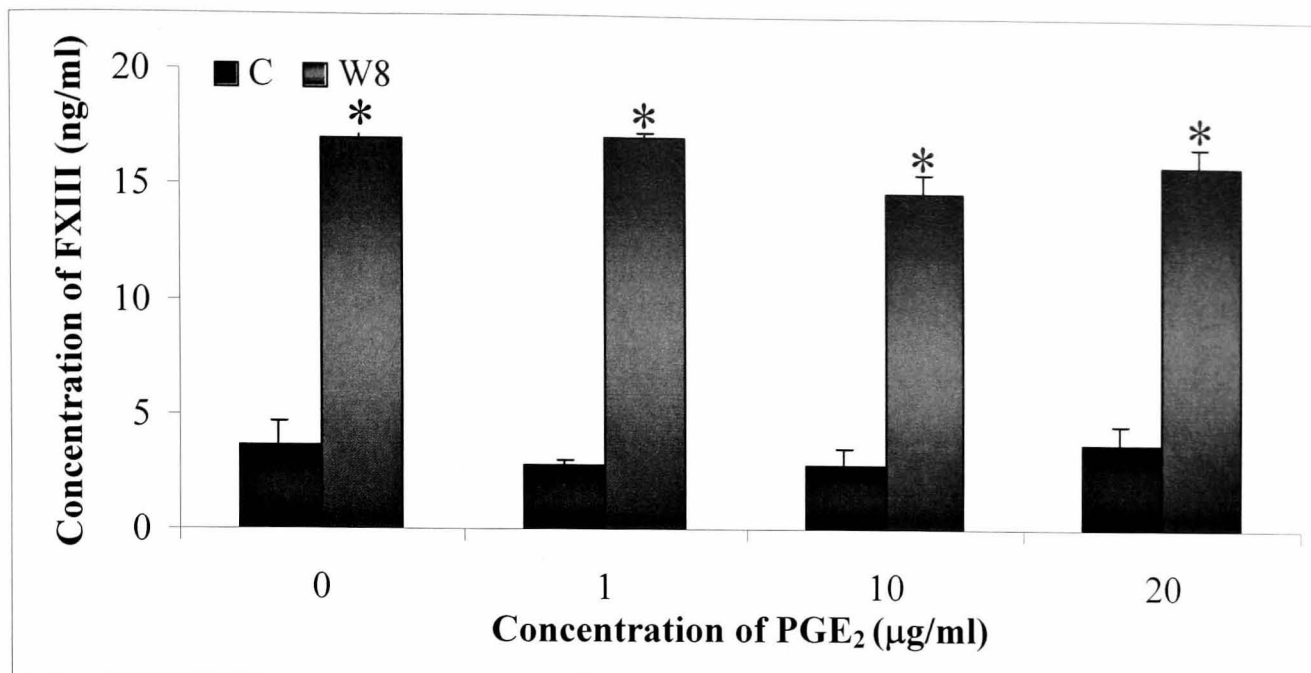 Concentration of FXIII (ng/ml)
20
15
10
5
0
C W8
* * * *
0 1 10 20
Concentration of PGE₂ (μg/ml)